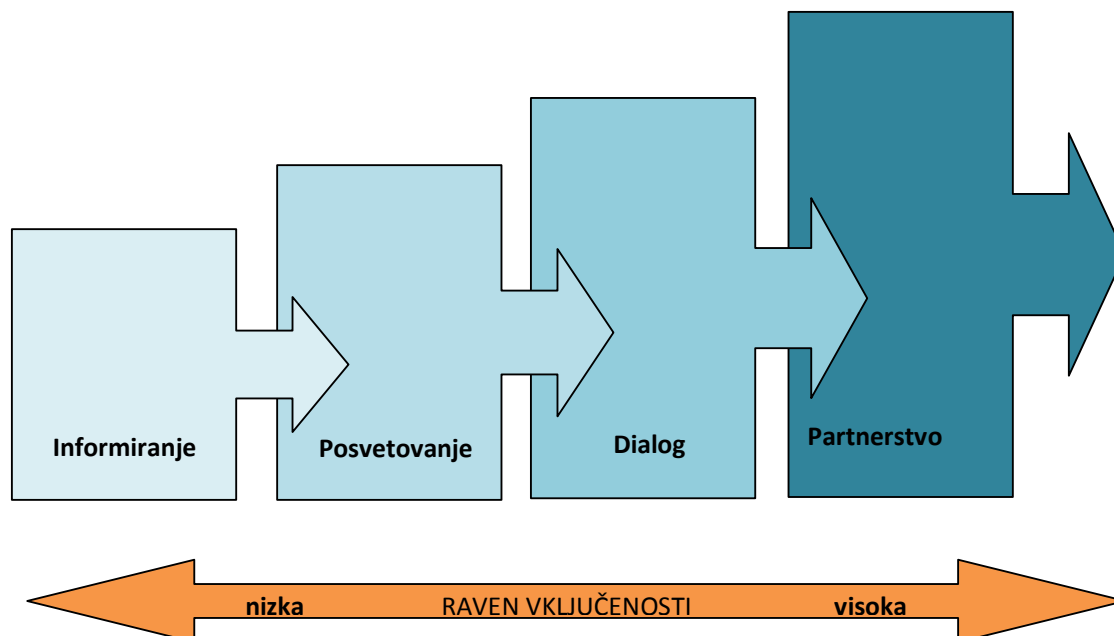 Informiranje
Posvetovanje
Dialog
Partnerstvo
nizka RAVEN VKLJUČENOSTI visoka